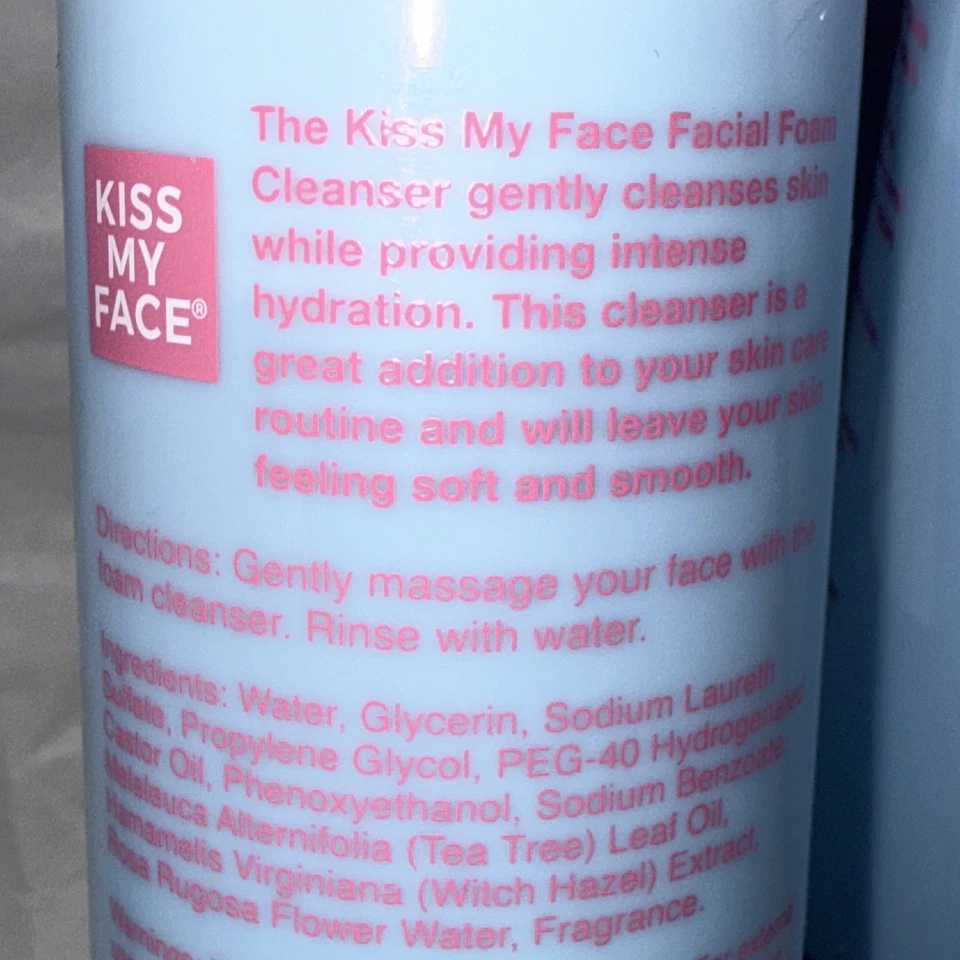 KISS
MY
FACE®
The Kiss My Face Facial Foam
Cleanser gently cleanses skin
while providing intense
hydration. This cleanser is a
great addition to your skin care
routine and will leave your skin
feeling soft and smooth.
Directions: Gently massage your face with the
foam cleanser. Rinse with water.
Ingredients: Water, Glycerin, Sodium Laureth
Sulfate, Propylene Glycol, PEG-40 Hydrogenated
Castor Oil, Phenoxyethanol, Sodium Benzoate,
Melaleuca Alternifolia (Tea Tree) Leaf Oil,
Hamamelis Virginiana (Witch Hazel) Extract,
Rosa Rugosa Flower Water, Fragrance.
Warnings: For external